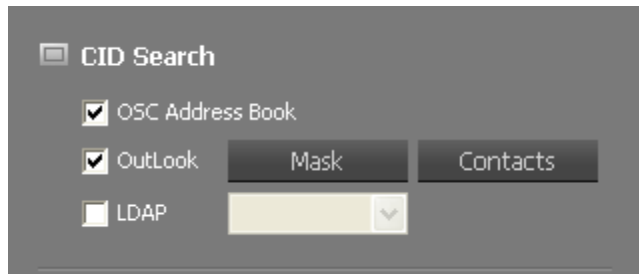 CID Search
OSC Address Book
OutLook Mask Contacts
LDAP